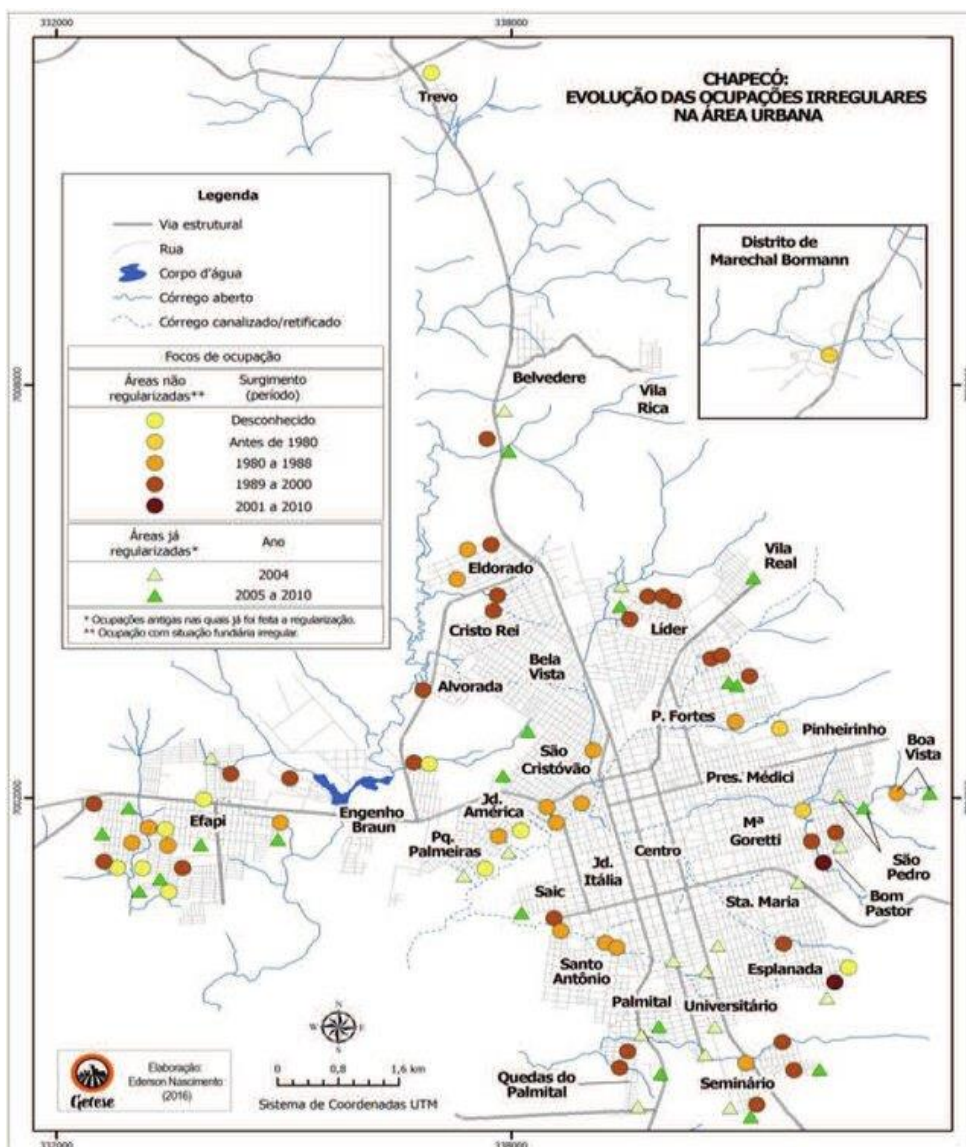 332000
338000
CHAPECÓ:
EVOLUÇÃO DAS OCUPAÇÕES IRREGULARES
NA ÁREA URBANA
Trevo
Legenda
Via estrutural
Rua
Corpo d'água
Córrego aberto
Córrego canalizado/retificado
Focos de ocupação
Áreas não
regularizadas**
Surgimento
(período)
Desconhecido
Antes de 1980
1980 a 1988
1989 a 2000
2001 a 2010
Áreas já
regularizadas*
Ano
2004
2005 a 2010
* Ocupações antigas nas quais já foi feita a regularização.
** Ocupação com situação fundiária irregular.
Distrito de
Marechal Bormann
Belvedere
Vila
Rica
Eldorado
Vila
Real
Cristo Rei
Líder
Bela
Vista
Alvorada
P. Fortes
Pinheirinho
Boa
Vista
São
Cristóvão
Pres. Médici
Efapi
Engenho
Braun
Jd.
América
Pq.
Palmeiras
Mª
Goretti
Centro
Jd.
Itália
São
Pedro
Saic
Sta. Maria
Bom
Pastor
Santo
Antônio
Esplanada
Palmital
Universitário
Quedas do
Palmital
Seminário
N
W
E
S
0
0,8
1,6 km
Sistema de Coordenadas UTM
Getese
Elaboração:
Ederson Nascimento
(2016)
332000
338000